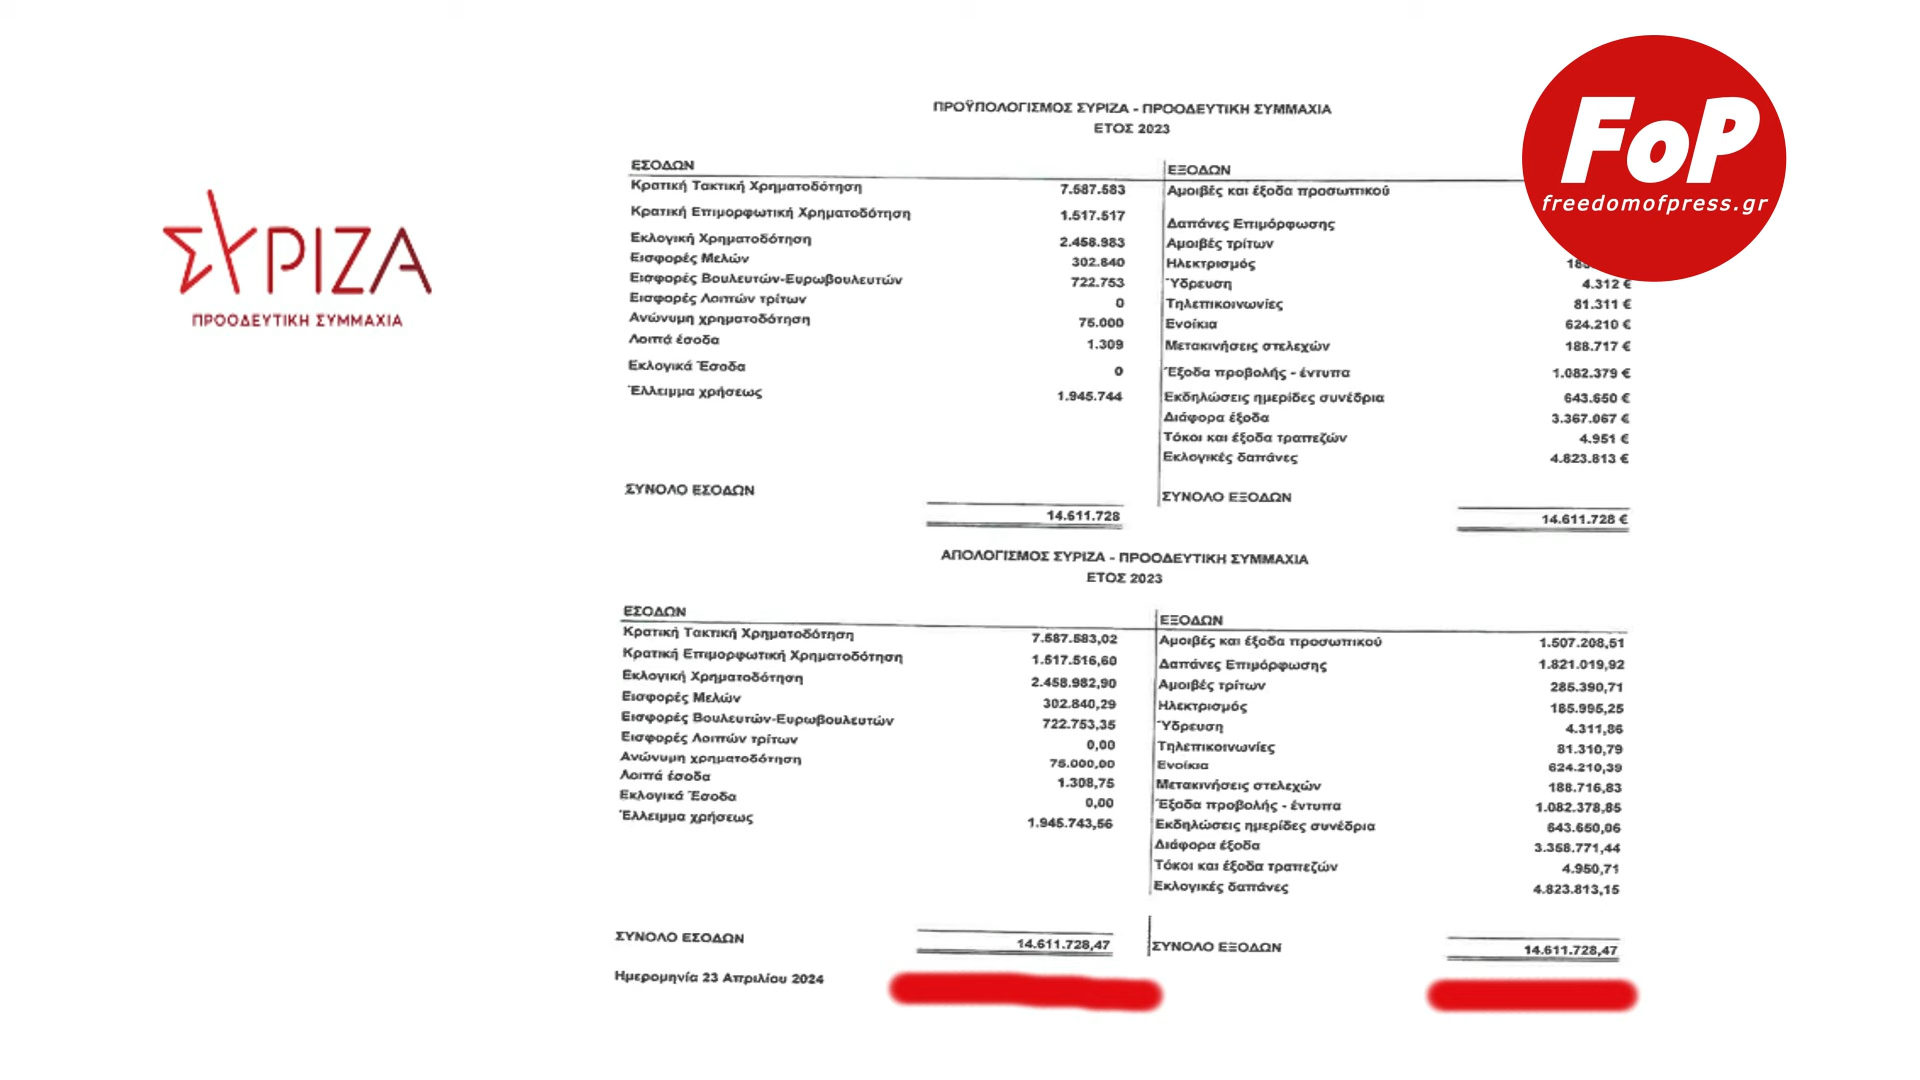 ΣΥΡΙΖΑ
ΠΡΟΟΔΕΥΤΙΚΗ ΣΥΜΜΑΧΙΑ
FoP
freedomofpress.gr
ΠΡΟΫΠΟΛΟΓΙΣΜΟΣ ΣΥΡΙΖΑ - ΠΡΟΟΔΕΥΤΙΚΗ ΣΥΜΜΑΧΙΑ
ΕΤΟΣ 2023
ΕΣΟΔΩΝ ΕΞΟΔΩΝ
Κρατική Τακτική Χρηματοδότηση 7.587.583 Αμοιβές και έξοδα προσωπικού
Κρατική Επιμορφωτική Χρηματοδότηση 1.517.517 Δαπάνες Επιμόρφωσης
Εκλογική Χρηματοδότηση 2.458.983 Αμοιβές τρίτων
Εισφορές Μελών 302.840 Ηλεκτρισμός
Εισφορές Βουλευτών-Ευρωβουλευτών 722.753 Ύδρευση 4.312 €
Εισφορές Λοιπών τρίτων 0 Τηλεπικοινωνίες 81.311 €
Ανώνυμη χρηματοδότηση 75.000 Ενοίκια 624.210 €
Λοιπά έσοδα 1.309 Μετακινήσεις στελεχών 188.717 €
Εκλογικά Έσοδα 0 Έξοδα προβολής - έντυπα 1.082.379 €
Έλλειμμα χρήσεως 1.945.744 Εκδηλώσεις ημερίδες συνέδρια 643.650 €
Διάφορα έξοδα 3.367.067 €
Τόκοι και έξοδα τραπεζών 4.951 €
Εκλογικές δαπάνες 4.823.813 €
ΣΥΝΟΛΟ ΕΣΟΔΩΝ ΣΥΝΟΛΟ ΕΞΟΔΩΝ
14.611.728 14.611.728 €
ΑΠΟΛΟΓΙΣΜΟΣ ΣΥΡΙΖΑ - ΠΡΟΟΔΕΥΤΙΚΗ ΣΥΜΜΑΧΙΑ
ΕΤΟΣ 2023
ΕΣΟΔΩΝ ΕΞΟΔΩΝ
Κρατική Τακτική Χρηματοδότηση 7.587.583,02 Αμοιβές και έξοδα προσωπικού 1.507.208,51
Κρατική Επιμορφωτική Χρηματοδότηση 1.517.516,60 Δαπάνες Επιμόρφωσης 1.821.019,92
Εκλογική Χρηματοδότηση 2.458.982,90 Αμοιβές τρίτων 285.390,71
Εισφορές Μελών 302.840,29 Ηλεκτρισμός 185.995,25
Εισφορές Βουλευτών-Ευρωβουλευτών 722.753,35 Ύδρευση 4.311,86
Εισφορές Λοιπών τρίτων 0,00 Τηλεπικοινωνίες 81.310,79
Ανώνυμη χρηματοδότηση 75.000,00 Ενοίκια 624.210,39
Λοιπά έσοδα 1.308,75 Μετακινήσεις στελεχών 188.716,83
Εκλογικά Έσοδα 0,00 Έξοδα προβολής - έντυπα 1.082.378,85
Έλλειμμα χρήσεως 1.945.743,56 Εκδηλώσεις ημερίδες συνέδρια 643.650,06
Διάφορα έξοδα 3.358.771,44
Τόκοι και έξοδα τραπεζών 4.950,71
Εκλογικές δαπάνες 4.823.813,15
ΣΥΝΟΛΟ ΕΣΟΔΩΝ 14.611.728,47 ΣΥΝΟΛΟ ΕΞΟΔΩΝ 14.611.728,47
Ημερομηνία 23 Απριλίου 2024